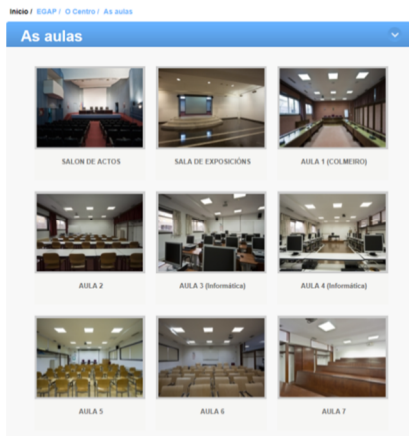 Inicio / EGAP / O Centro / As aulas
As aulas
SALON DE ACTOS
SALA DE EXPOSICIÓNS
AULA 1 (COLMEIRO)
AULA 2
AULA 3 (Informática)
AULA 4 (Informática)
AULA 5
AULA 6
AULA 7